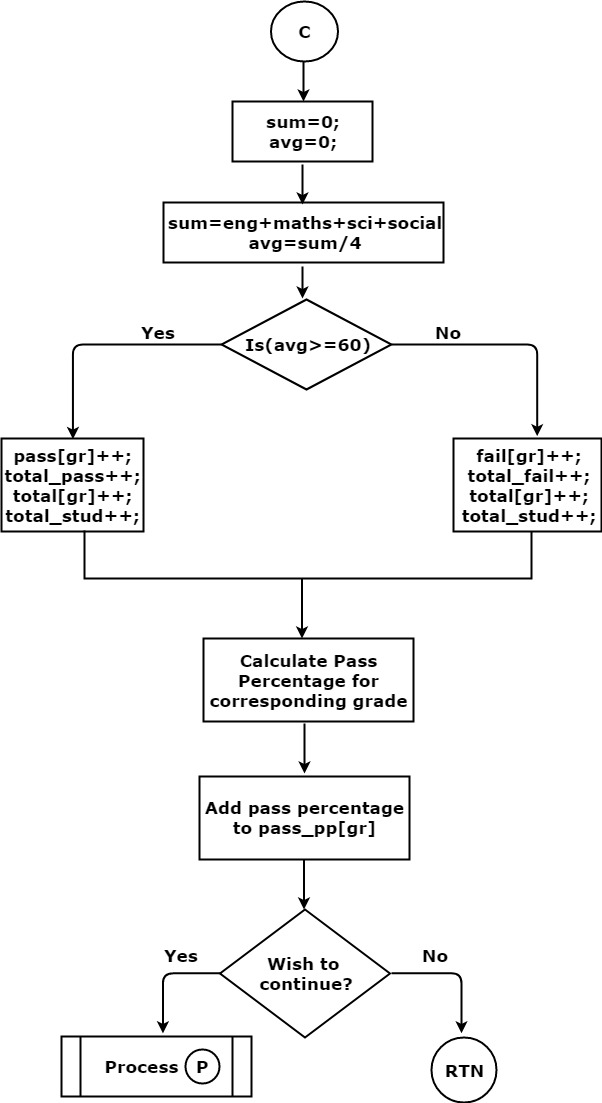 C
sum=0;
avg=0;
sum=eng+maths+sci+social
avg=sum/4
Is(avg>=60)
Yes
No
pass[gr]++;
total_pass++;
total[gr]++;
total_stud++;
fail[gr]++;
total_fail++;
total[gr]++;
total_stud++;
Calculate Pass
Percentage for
corresponding grade
Add pass percentage
to pass_pp[gr]
Wish to
continue?
Yes
No
Process P
RTN